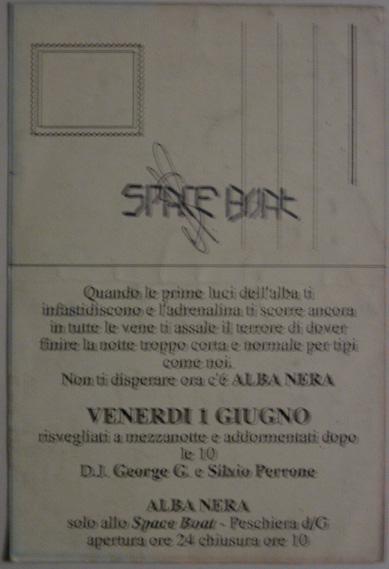 SPACE BOAT
Quando le prime luci dell'alba ti
infastidiscono e l'adrenalina ti scorre ancora
in tutte le vene ti assale il terrore di dover
finire la notte troppo corta e normale per tipi
come noi.
Non ti disperare ora c'é ALBA NERA
VENERDI 1 GIUGNO
risvegliati a mezzanotte e addormentati dopo
le 10
D.J. George G. e Silvio Perrone
ALBA NERA
solo allo Space Boat - Peschiera d/G
apertura ore 24 chiusura ore 10